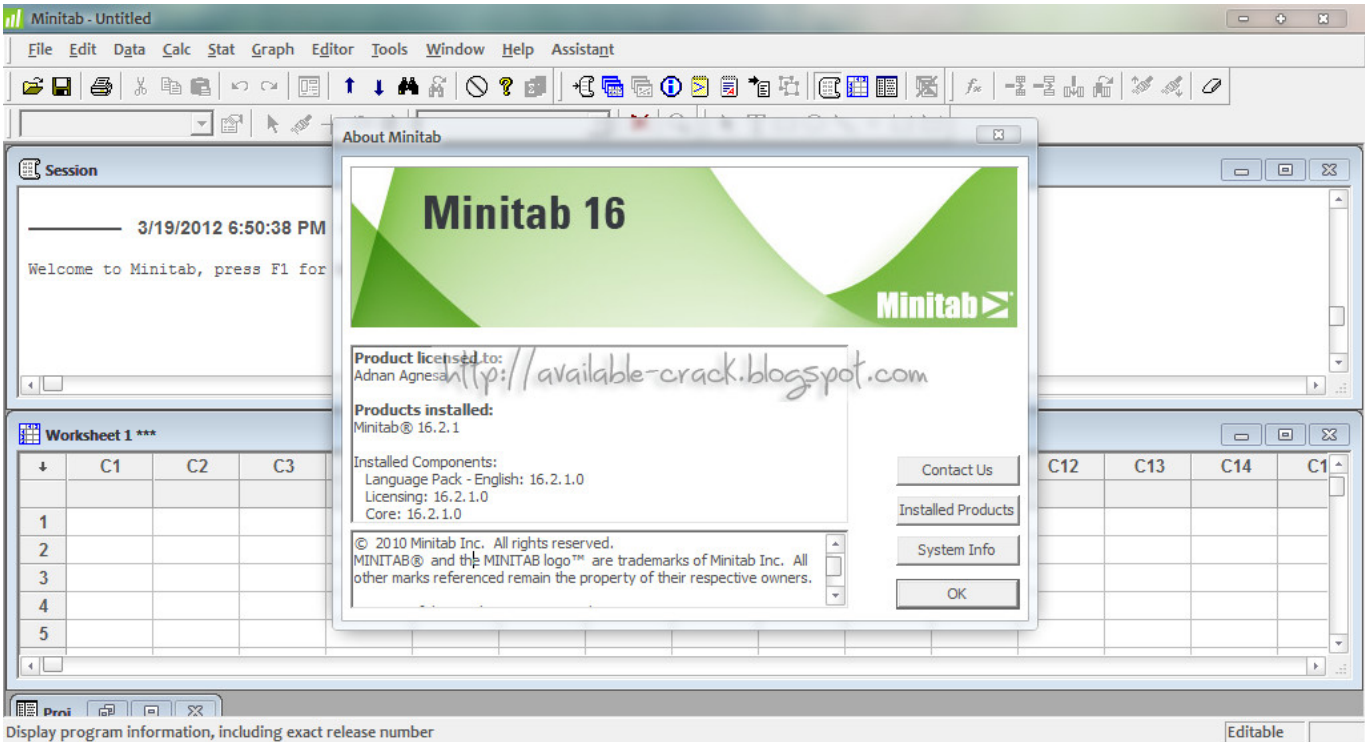 Minitab - Untitled
File Edit Data Calc Stat Graph Editor Tools Window Help Assistant
About Minitab
Session
Minitab 16
3/19/2012 6:50:38 PM
Welcome to Minitab, press F1 for
Minitab
Product licensed to:
Adnan Agnesa
http://available-crack.blogspot.com
Products installed:
Minitab® 16.2.1
Worksheet 1 ***
Installed Components:
Language Pack - English: 16.2.1.0
Licensing: 16.2.1.0
Core: 16.2.1.0
Contact Us
Installed Products
System Info
OK
© 2010 Minitab Inc. All rights reserved.
MINITAB® and the MINITAB logo™ are trademarks of Minitab Inc. All
other marks referenced remain the property of their respective owners.
C1 C2 C3 C12 C13 C14
1
2
3
4
5
Proj
Display program information, including exact release number
Editable